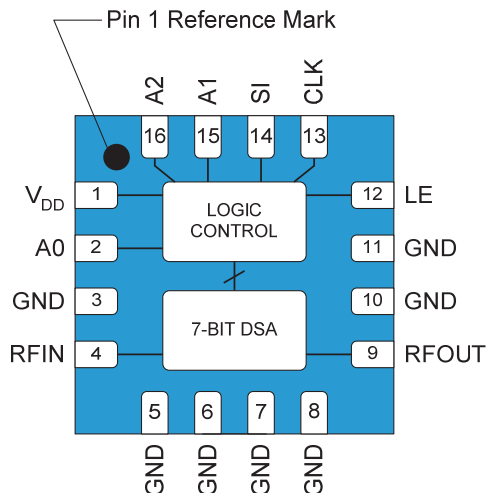 Pin 1 Reference Mark
A2 A1 SI CLK
16 15 14 13
V_DD 1
12 LE
LOGIC
CONTROL
A0 2
11 GND
GND 3
10 GND
7-BIT DSA
RFIN 4
9 RFOUT
5 6 7 8
GND GND GND GND